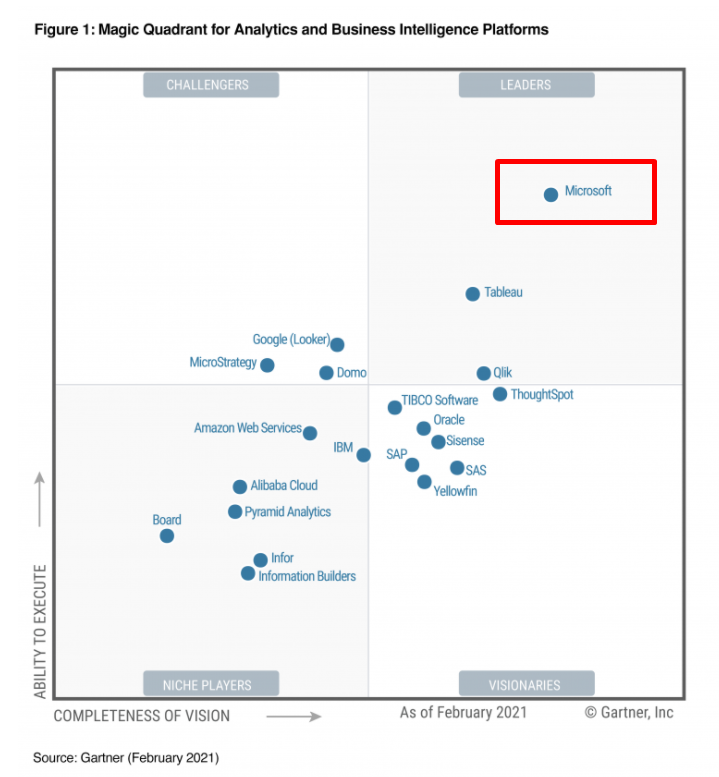 Figure 1: Magic Quadrant for Analytics and Business Intelligence Platforms
CHALLENGERS
LEADERS
Microsoft
Tableau
Google (Looker)
MicroStrategy
Domo
Qlik
ThoughtSpot
TIBCO Software
Oracle
Amazon Web Services
Sisense
IBM
SAP
SAS
Yellowfin
Alibaba Cloud
Pyramid Analytics
Board
Infor
Information Builders
ABILITY TO EXECUTE
NICHE PLAYERS
VISIONARIES
COMPLETENESS OF VISION
As of February 2021
© Gartner, Inc
Source: Gartner (February 2021)